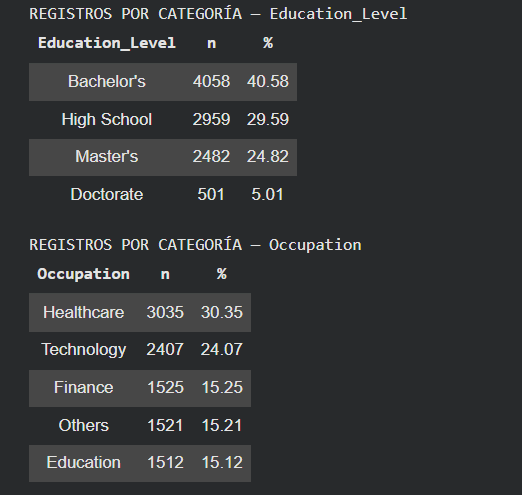 REGISTROS POR CATEGORÍA — Education_Level
Education_Level n %
Bachelor's 4058 40.58
High School 2959 29.59
Master's 2482 24.82
Doctorate 501 5.01
REGISTROS POR CATEGORÍA — Occupation
Occupation n %
Healthcare 3035 30.35
Technology 2407 24.07
Finance 1525 15.25
Others 1521 15.21
Education 1512 15.12